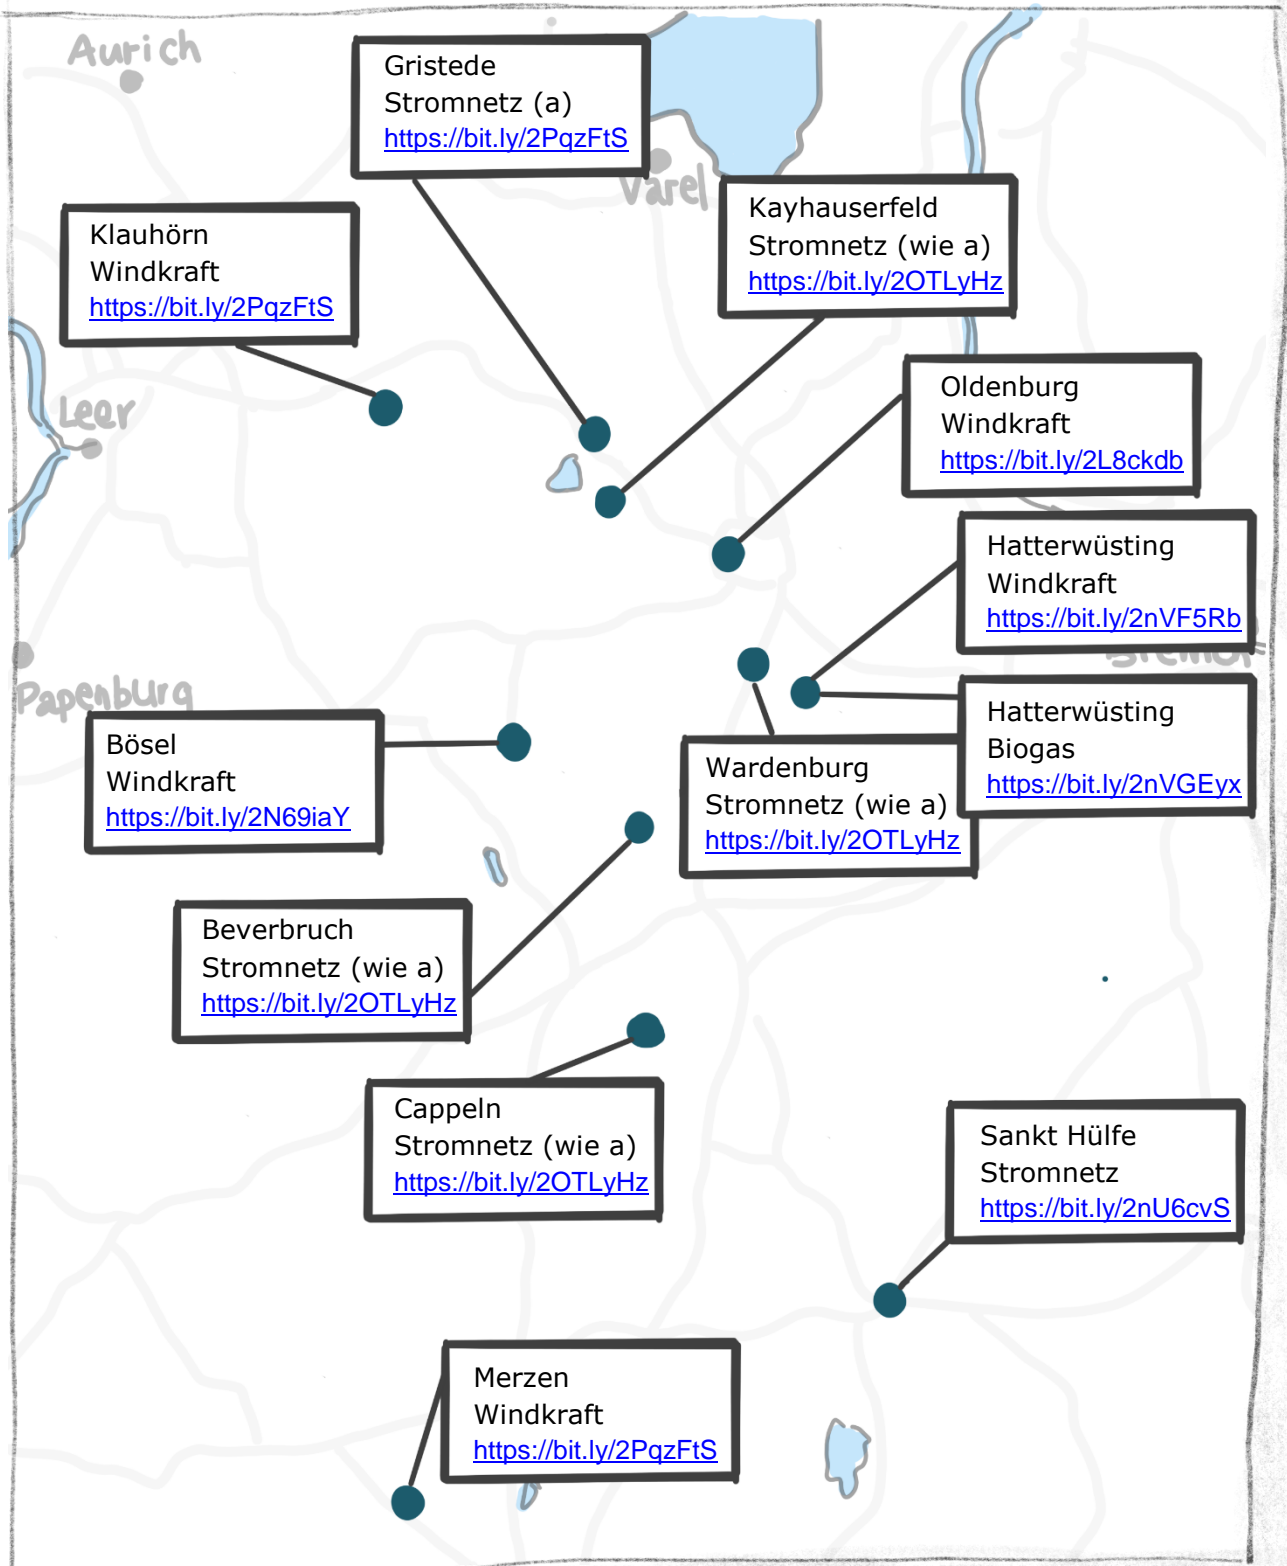 Aurich
Gristede
Stromnetz (a)
https://bit.ly/2PqzFtS
Varel
Kayhauserfeld
Stromnetz (wie a)
https://bit.ly/2OTLyHz
Klauhörn
Windkraft
https://bit.ly/2PqzFtS
Leer
Oldenburg
Windkraft
https://bit.ly/2L8ckdb
Hatterwüsting
Windkraft
https://bit.ly/2nVF5Rb
Papenburg
Hatterwüsting
Biogas
https://bit.ly/2nVGEyx
Bösel
Windkraft
https://bit.ly/2N69iaY
Wardenburg
Stromnetz (wie a)
https://bit.ly/2OTLyHz
Beverbruch
Stromnetz (wie a)
https://bit.ly/2OTLyHz
Cappeln
Stromnetz (wie a)
https://bit.ly/2OTLyHz
Sankt Hülfe
Stromnetz
https://bit.ly/2nU6cvS
Merzen
Windkraft
https://bit.ly/2PqzFtS